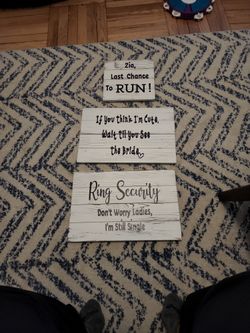 Zio,
Last Chance
To RUN!
If you think I'm Cute,
Wait Til You See
the Bride.
Ring Security
Don't Worry Ladies,
I'm Still Single